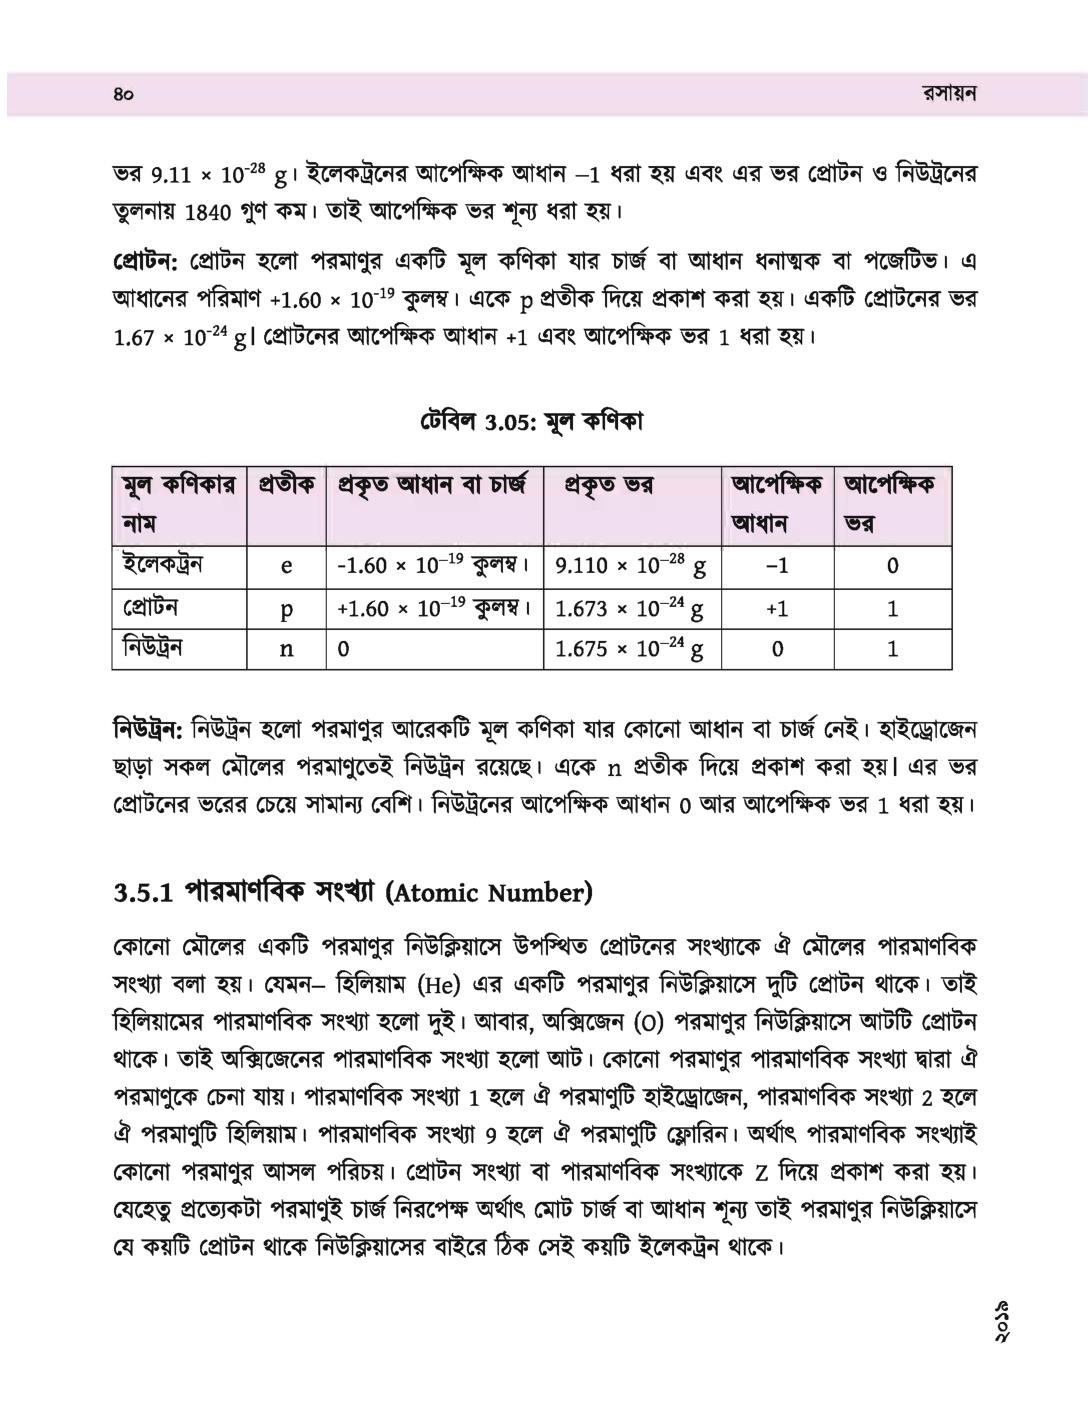 ৪০ রসায়ন
ভর 9.11 × 10⁻²⁸ g। ইলেকট্রনের আপেক্ষিক আধান –1 ধরা হয় এবং এর ভর প্রোটন ও নিউট্রনের
তুলনায় 1840 গুণ কম। তাই আপেক্ষিক ভর শূন্য ধরা হয়।
প্রোটন: প্রোটন হলো পরমাণুর একটি মূল কণিকা যার চার্জ বা আধান ধনাত্মক বা পজেটিভ। এ
আধানের পরিমাণ +1.60 × 10⁻¹⁹ কুলম্ব। একে p প্রতীক দিয়ে প্রকাশ করা হয়। একটি প্রোটনের ভর
1.67 × 10⁻²⁴ g। প্রোটনের আপেক্ষিক আধান +1 এবং আপেক্ষিক ভর 1 ধরা হয়।
টেবিল 3.05: মূল কণিকা
মূল কণিকার প্রতীক প্রকৃত আধান বা চার্জ প্রকৃত ভর আপেক্ষিক আপেক্ষিক
নাম আধান ভর
ইলেকট্রন e -1.60 × 10⁻¹⁹ কুলম্ব। 9.110 × 10⁻²⁸ g –1 0
প্রোটন p +1.60 × 10⁻¹⁹ কুলম্ব। 1.673 × 10⁻²⁴ g +1 1
নিউট্রন n 0 1.675 × 10⁻²⁴ g 0 1
নিউট্রন: নিউট্রন হলো পরমাণুর আরেকটি মূল কণিকা যার কোনো আধান বা চার্জ নেই। হাইড্রোজেন
ছাড়া সকল মৌলের পরমাণুতেই নিউট্রন রয়েছে। একে n প্রতীক দিয়ে প্রকাশ করা হয়। এর ভর
প্রোটনের ভরের চেয়ে সামান্য বেশি। নিউট্রনের আপেক্ষিক আধান 0 আর আপেক্ষিক ভর 1 ধরা হয়।
3.5.1 পারমাণবিক সংখ্যা (Atomic Number)
কোনো মৌলের একটি পরমাণুর নিউক্লিয়াসে উপস্থিত প্রোটনের সংখ্যাকে ঐ মৌলের পারমাণবিক
সংখ্যা বলা হয়। যেমন– হিলিয়াম (He) এর একটি পরমাণুর নিউক্লিয়াসে দুটি প্রোটন থাকে। তাই
হিলিয়ামের পারমাণবিক সংখ্যা হলো দুই। আবার, অক্সিজেন (O) পরমাণুর নিউক্লিয়াসে আটটি প্রোটন
থাকে। তাই অক্সিজেনের পারমাণবিক সংখ্যা হলো আট। কোনো পরমাণুর পারমাণবিক সংখ্যা দ্বারা ঐ
পরমাণুকে চেনা যায়। পারমাণবিক সংখ্যা 1 হলে ঐ পরমাণুটি হাইড্রোজেন, পারমাণবিক সংখ্যা 2 হলে
ঐ পরমাণুটি হিলিয়াম। পারমাণবিক সংখ্যা 9 হলে ঐ পরমাণুটি ফ্লোরিন। অর্থাৎ পারমাণবিক সংখ্যাই
কোনো পরমাণুর আসল পরিচয়। প্রোটন সংখ্যা বা পারমাণবিক সংখ্যাকে Z দিয়ে প্রকাশ করা হয়।
যেহেতু প্রত্যেকটা পরমাণুই চার্জ নিরপেক্ষ অর্থাৎ মোট চার্জ বা আধান শূন্য তাই পরমাণুর নিউক্লিয়াসে
যে কয়টি প্রোটন থাকে নিউক্লিয়াসের বাইরে ঠিক সেই কয়টি ইলেকট্রন থাকে।
২০১৯